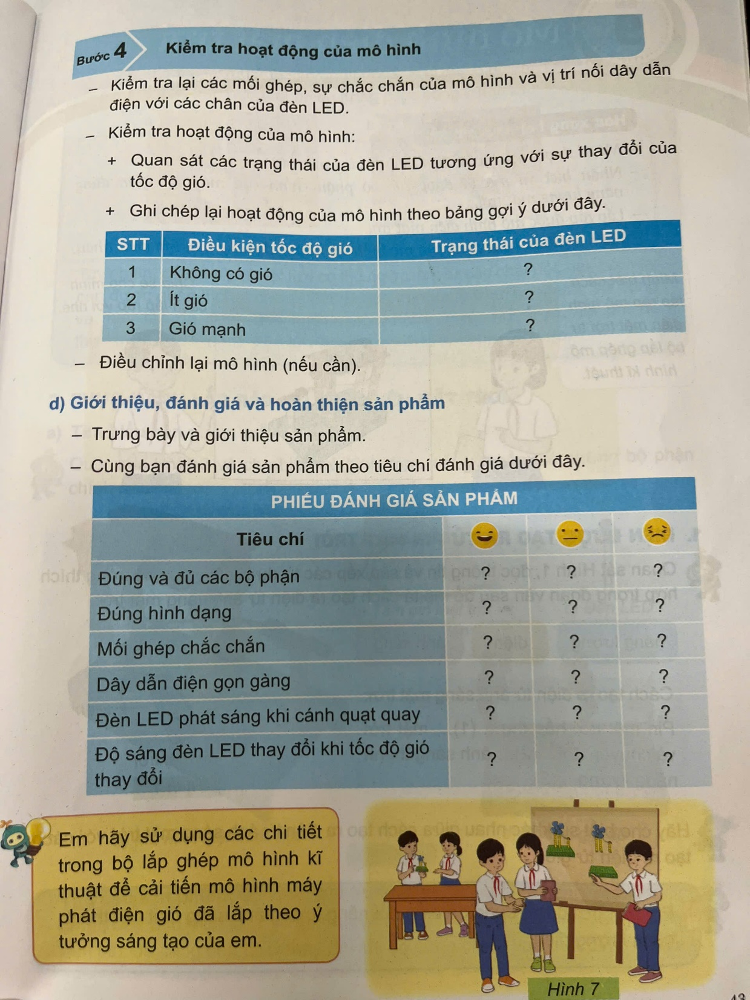 Bước 4 Kiểm tra hoạt động của mô hình
– Kiểm tra lại các mối ghép, sự chắc chắn của mô hình và vị trí nối dây dẫn
điện với các chân của đèn LED.
– Kiểm tra hoạt động của mô hình:
+ Quan sát các trạng thái của đèn LED tương ứng với sự thay đổi của
tốc độ gió.
+ Ghi chép lại hoạt động của mô hình theo bảng gợi ý dưới đây.
STT Điều kiện tốc độ gió Trạng thái của đèn LED
1 Không có gió ?
2 Ít gió ?
3 Gió mạnh ?
– Điều chỉnh lại mô hình (nếu cần).
d) Giới thiệu, đánh giá và hoàn thiện sản phẩm
– Trưng bày và giới thiệu sản phẩm.
– Cùng bạn đánh giá sản phẩm theo tiêu chí đánh giá dưới đây.
PHIẾU ĐÁNH GIÁ SẢN PHẨM
Tiêu chí
Đúng và đủ các bộ phận ? ? ?
Đúng hình dạng ? ? ?
Mối ghép chắc chắn ? ? ?
Dây dẫn điện gọn gàng ? ? ?
Đèn LED phát sáng khi cánh quạt quay ? ? ?
Độ sáng đèn LED thay đổi khi tốc độ gió
thay đổi ? ? ?
Em hãy sử dụng các chi tiết
trong bộ lắp ghép mô hình kĩ
thuật để cải tiến mô hình máy
phát điện gió đã lắp theo ý
tưởng sáng tạo của em.
Hình 7